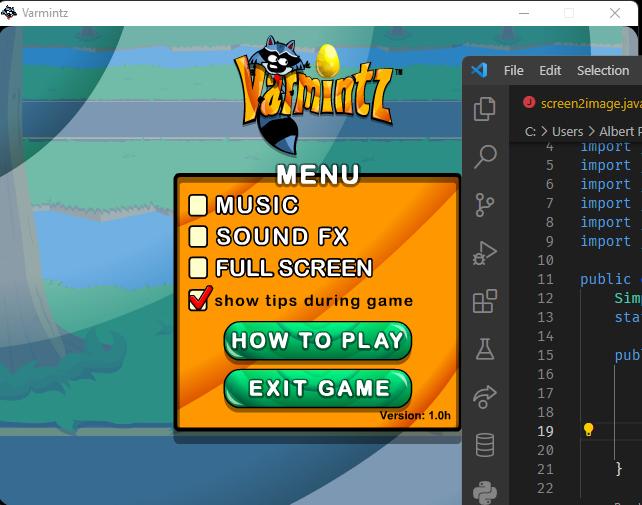 Varmintz
Varmintz™
MENU
MUSIC
SOUND FX
FULL SCREEN
show tips during game
HOW TO PLAY
EXIT GAME
Version: 1.0h
File Edit Selection
J screen2image.java
C: > Users > Albert
4 import
5 import
6 import
7 import
8 import
9 import
10
11 public
12
13
14
15
16
17
18
19
20
21 }
22